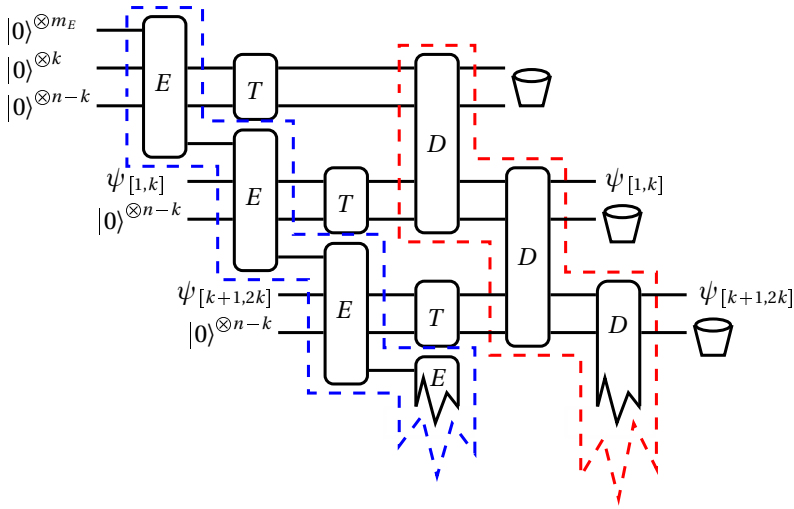 |0⟩^{⊗m_E}
|0⟩^{⊗k}
|0⟩^{⊗n−k}
E
T
D
ψ_{[1,k]}
|0⟩^{⊗n−k}
E
T
D
ψ_{[1,k]}
ψ_{[k+1,2k]}
|0⟩^{⊗n−k}
E
T
D
ψ_{[k+1,2k]}
E